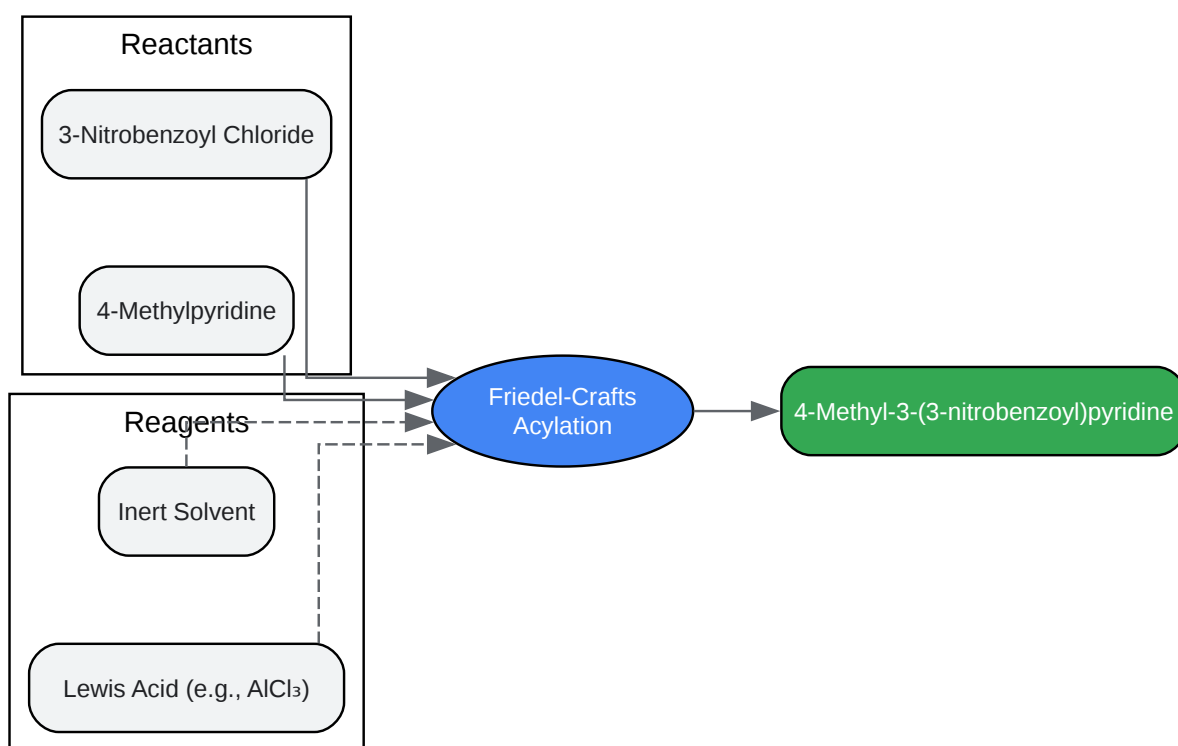 Reactants
3-Nitrobenzoyl Chloride
4-Methylpyridine
Reagents
Inert Solvent
Lewis Acid (e.g., AlCl₃)
Friedel-Crafts
Acylation
4-Methyl-3-(3-nitrobenzoyl)pyridine